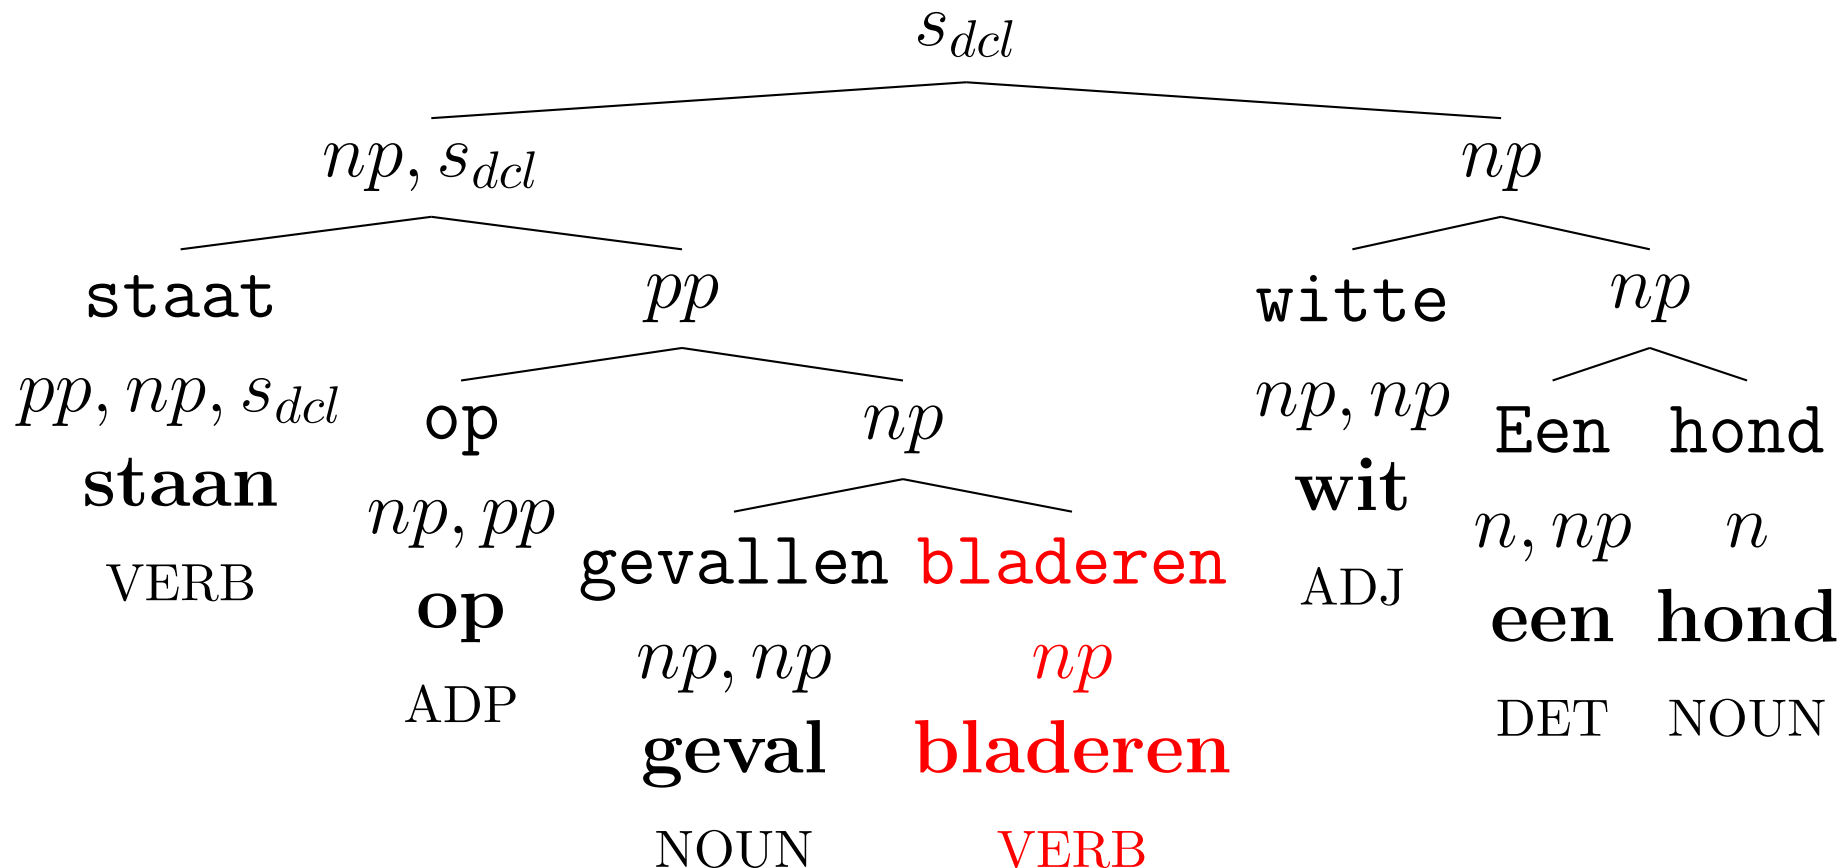 s_dcl
np, s_dcl np
staat pp witte np
pp, np, s_dcl op np np, np Een hond
staan np, pp gevallen bladeren wit n, np n
VERB op np, np np ADJ een hond
ADP geval bladeren DET NOUN
NOUN VERB